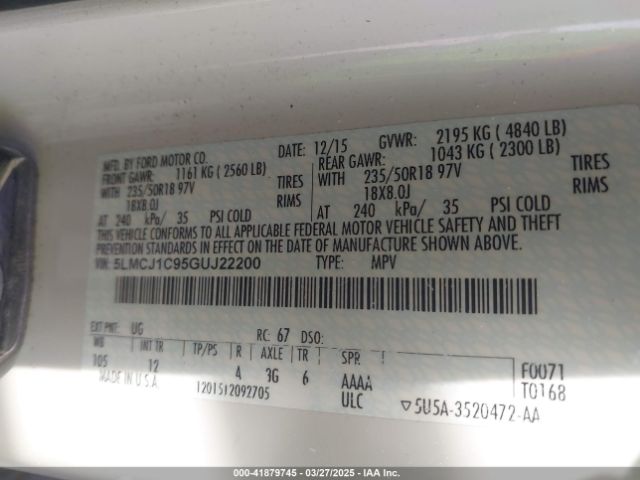 MFD. BY FORD MOTOR CO.
DATE: 12/15 GVWR: 2195 KG ( 4840 LB)
FRONT GAWR: 1161 KG ( 2560 LB) REAR GAWR: 1043 KG ( 2300 LB)
WITH 235/50R18 97V TIRES WITH 235/50R18 97V TIRES
18X8.0J RIMS 18X8.0J RIMS
AT 240 kPa/ 35 PSI COLD AT 240 kPa/ 35 PSI COLD
THIS VEHICLE CONFORMS TO ALL APPLICABLE FEDERAL MOTOR VEHICLE SAFETY AND THEFT
PREVENTION STANDARDS IN EFFECT ON THE DATE OF MANUFACTURE SHOWN ABOVE.
VIN: 5LMCJ1C95GUJ22200 TYPE: MPV
EXT PNT: UG RC: 67 DSO:
WB INT TR TP/PS R AXLE TR SPR
105 12 4 3G 6 AAAA F0071
MADE IN U.S.A. ULC T0168
1201512092705 5U5A-3520472-AA
000-41879745 - 03/27/2025 - IAA Inc.